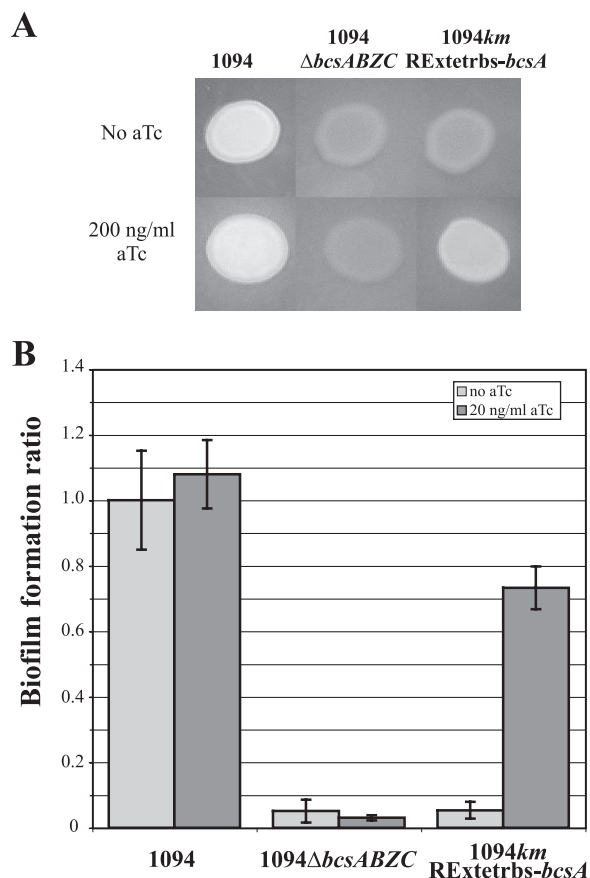 A
1094
1094
ΔbcsABZC
1094km
RExtetrbs-bcsA
No aTc
200 ng/ml
aTc
B
Biofilm formation ratio
1.4
1.2
1.0
0.8
0.6
0.4
0.2
0
no aTc
20 ng/ml aTc
1094
1094ΔbcsABZC
1094km
RExtetrbs-bcsA